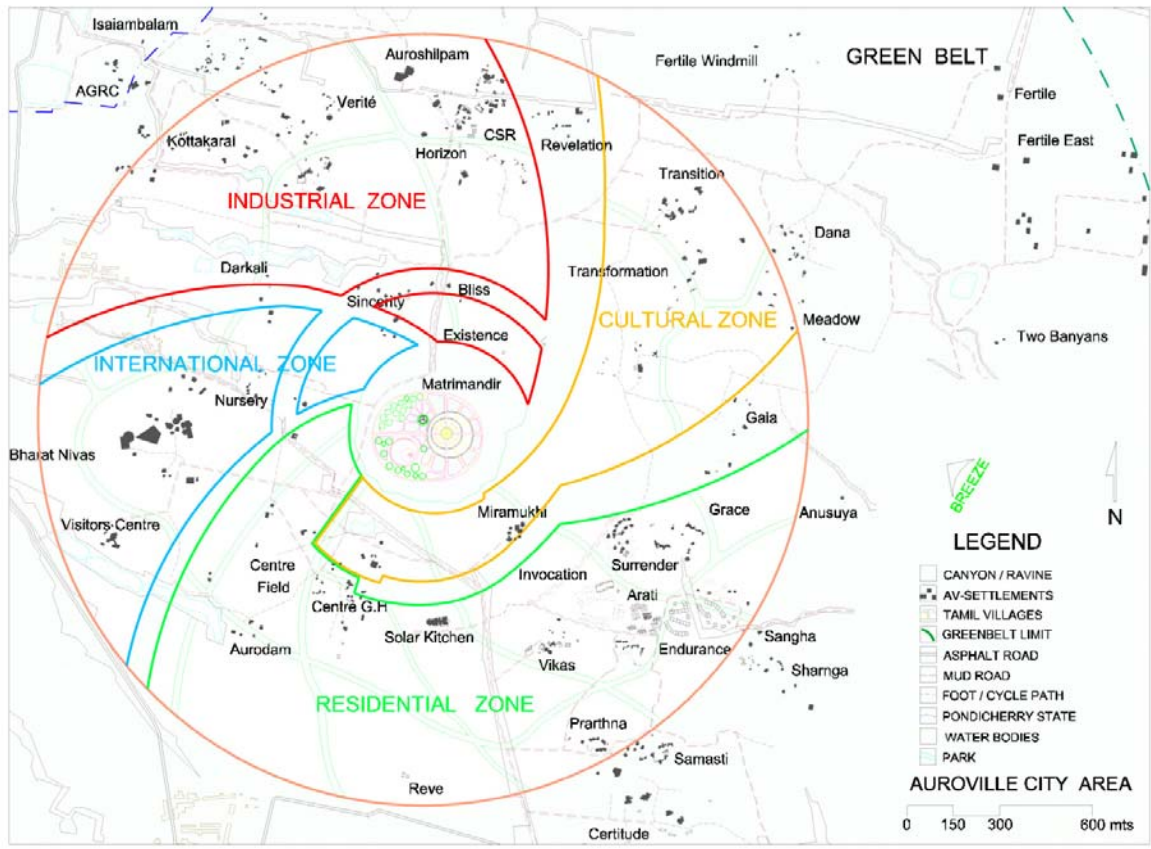 Isaiambalam
Auroshilpam
Fertile Windmill
GREEN BELT
AGRC
Verité
Fertile
Kottakarai
CSR
Horizon
Revelation
Fertile East
Transition
INDUSTRIAL ZONE
Dana
Darkali
Transformation
Sincerity
Bliss
CULTURAL ZONE
Meadow
Existence
Two Banyans
INTERNATIONAL ZONE
Matrimandir
Nursery
Gaia
Bharat Nivas
BREEZE
Visitors Centre
Miramukhi
Grace
Anusuya
N
LEGEND
Centre
Field
Invocation
Surrender
CANYON / RAVINE
Arati
AV-SETTLEMENTS
Centre G.H
TAMIL VILLAGES
Solar Kitchen
GREENBELT LIMIT
Aurodam
Endurance
Sangha
ASPHALT ROAD
Vikas
Sharnga
MUD ROAD
FOOT / CYCLE PATH
RESIDENTIAL ZONE
PONDICHERRY STATE
Prarthna
WATER BODIES
Samasti
PARK
Reve
AUROVILLE CITY AREA
Certitude
0 150 300 600 mts